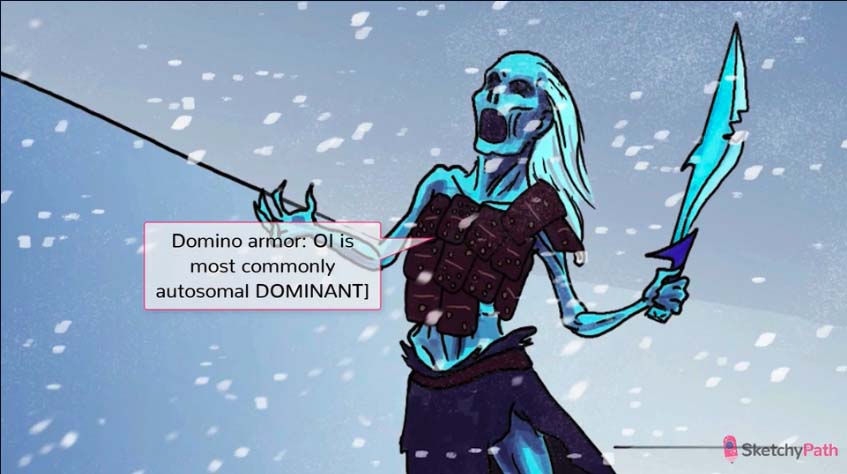 Domino armor: OI is
most commonly
autosomal DOMINANT]
SketchyPath